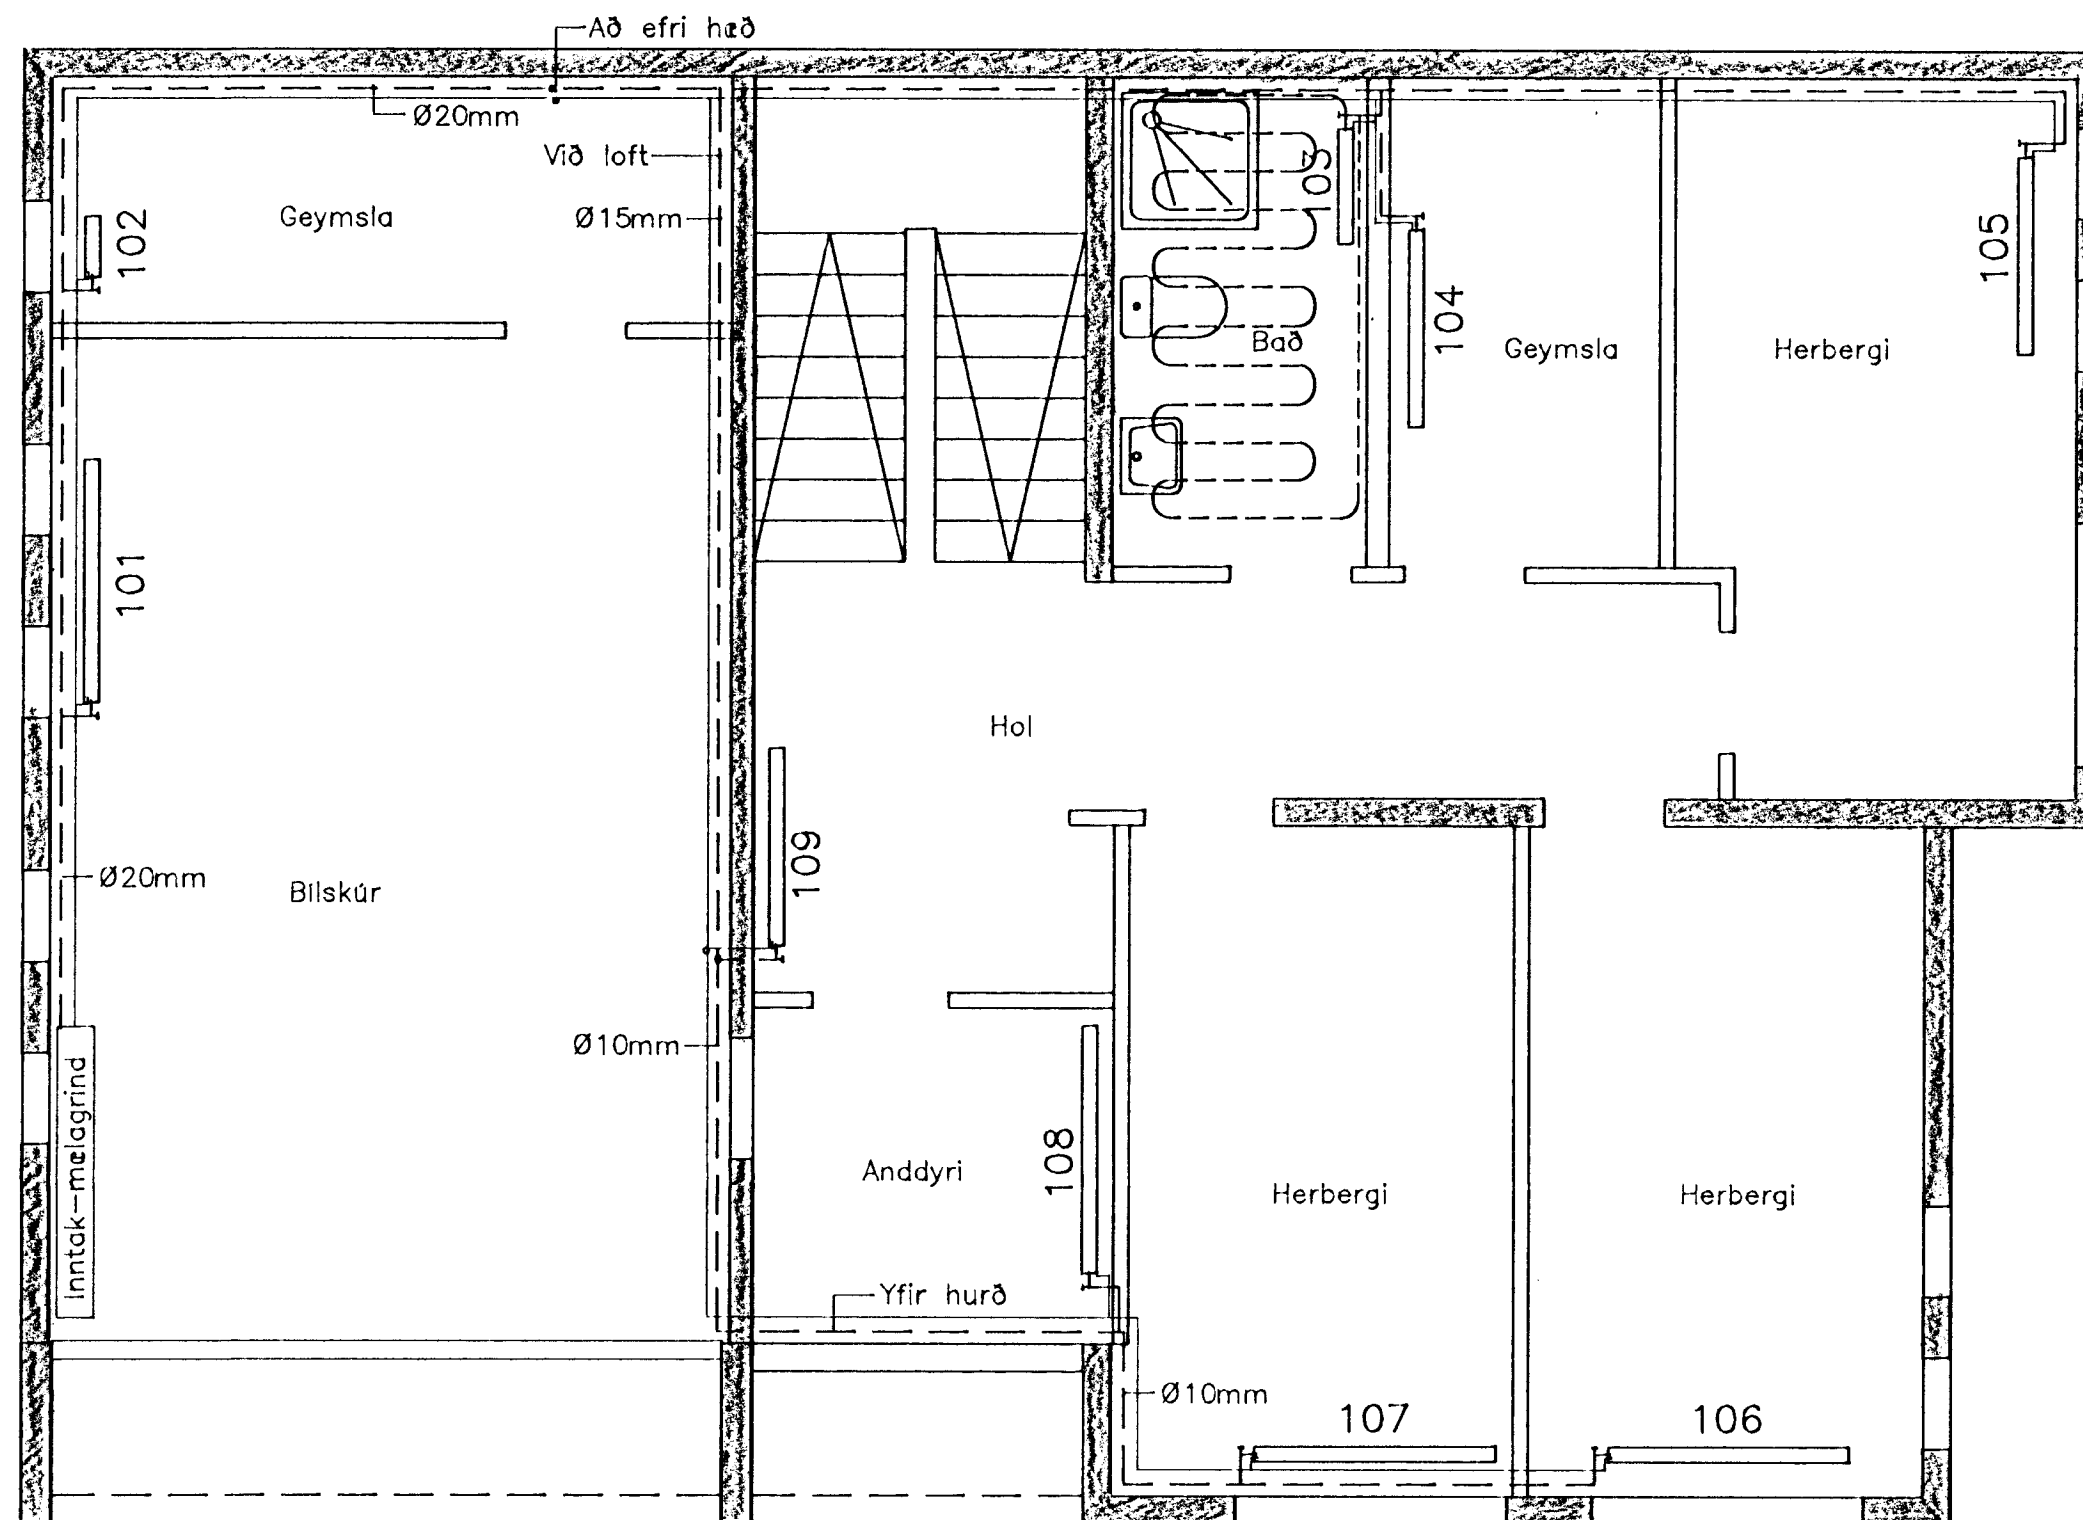 Að efri hæð
Ø20mm
Við loft
Ø15mm
Geymsla
102
103
104
105
Bað
Geymsla
Herbergi
101
Hol
109
Ø20mm
Bílskúr
Ø10mm
Inntak-mælagrind
108
Anddyri
Herbergi
Herbergi
Yfir hurð
Ø10mm
107
106